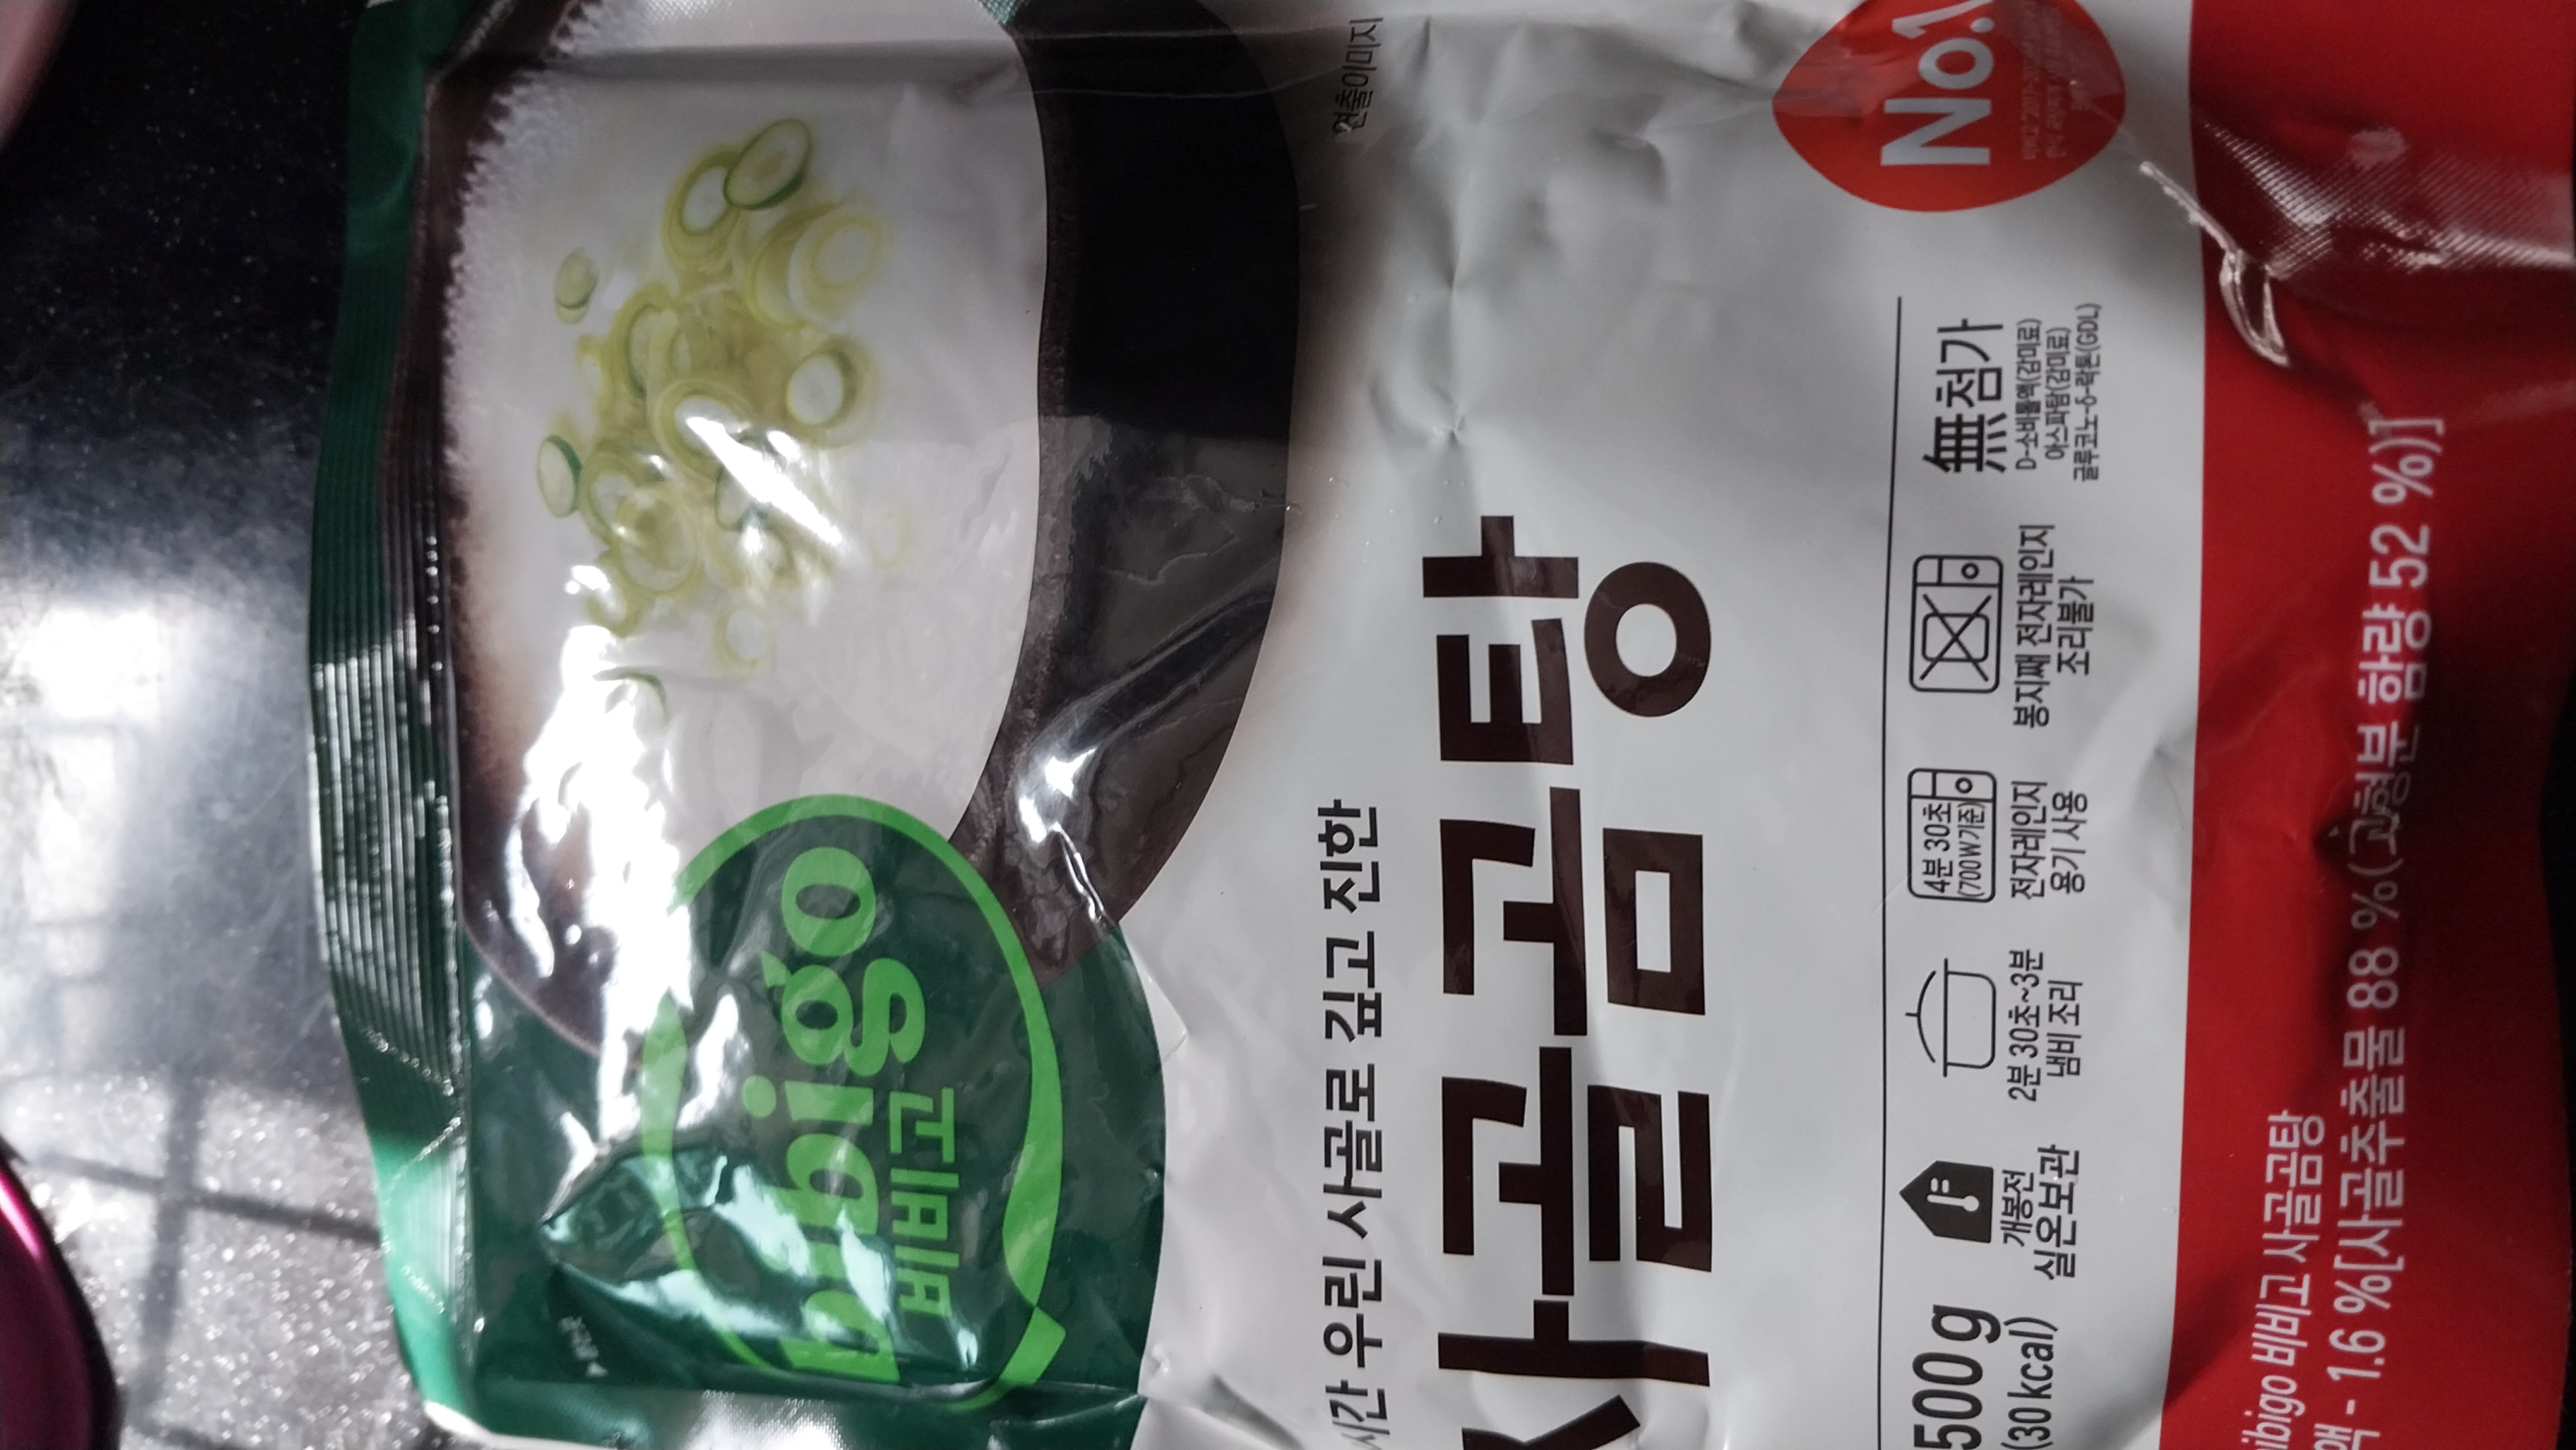 bibigo
비비고
연출이미지
시간 우린 사골로 깊고 진한
사골곰탕
No.1
500g
(30 kcal)
개봉전
실온보관
2분 30초~3분
냄비 조리
4분 30초
(700W기준)
전자레인지
용기 사용
봉지째 전자레인지
조리불가
無첨가
D-소비톨액(감미료)
아스파탐(감미료)
글루코노-δ-락톤(GDL)
bibigo 비비고 사골곰탕
액 - 1.6 %[사골추출물 88 %(고형분 함량 52 %)]